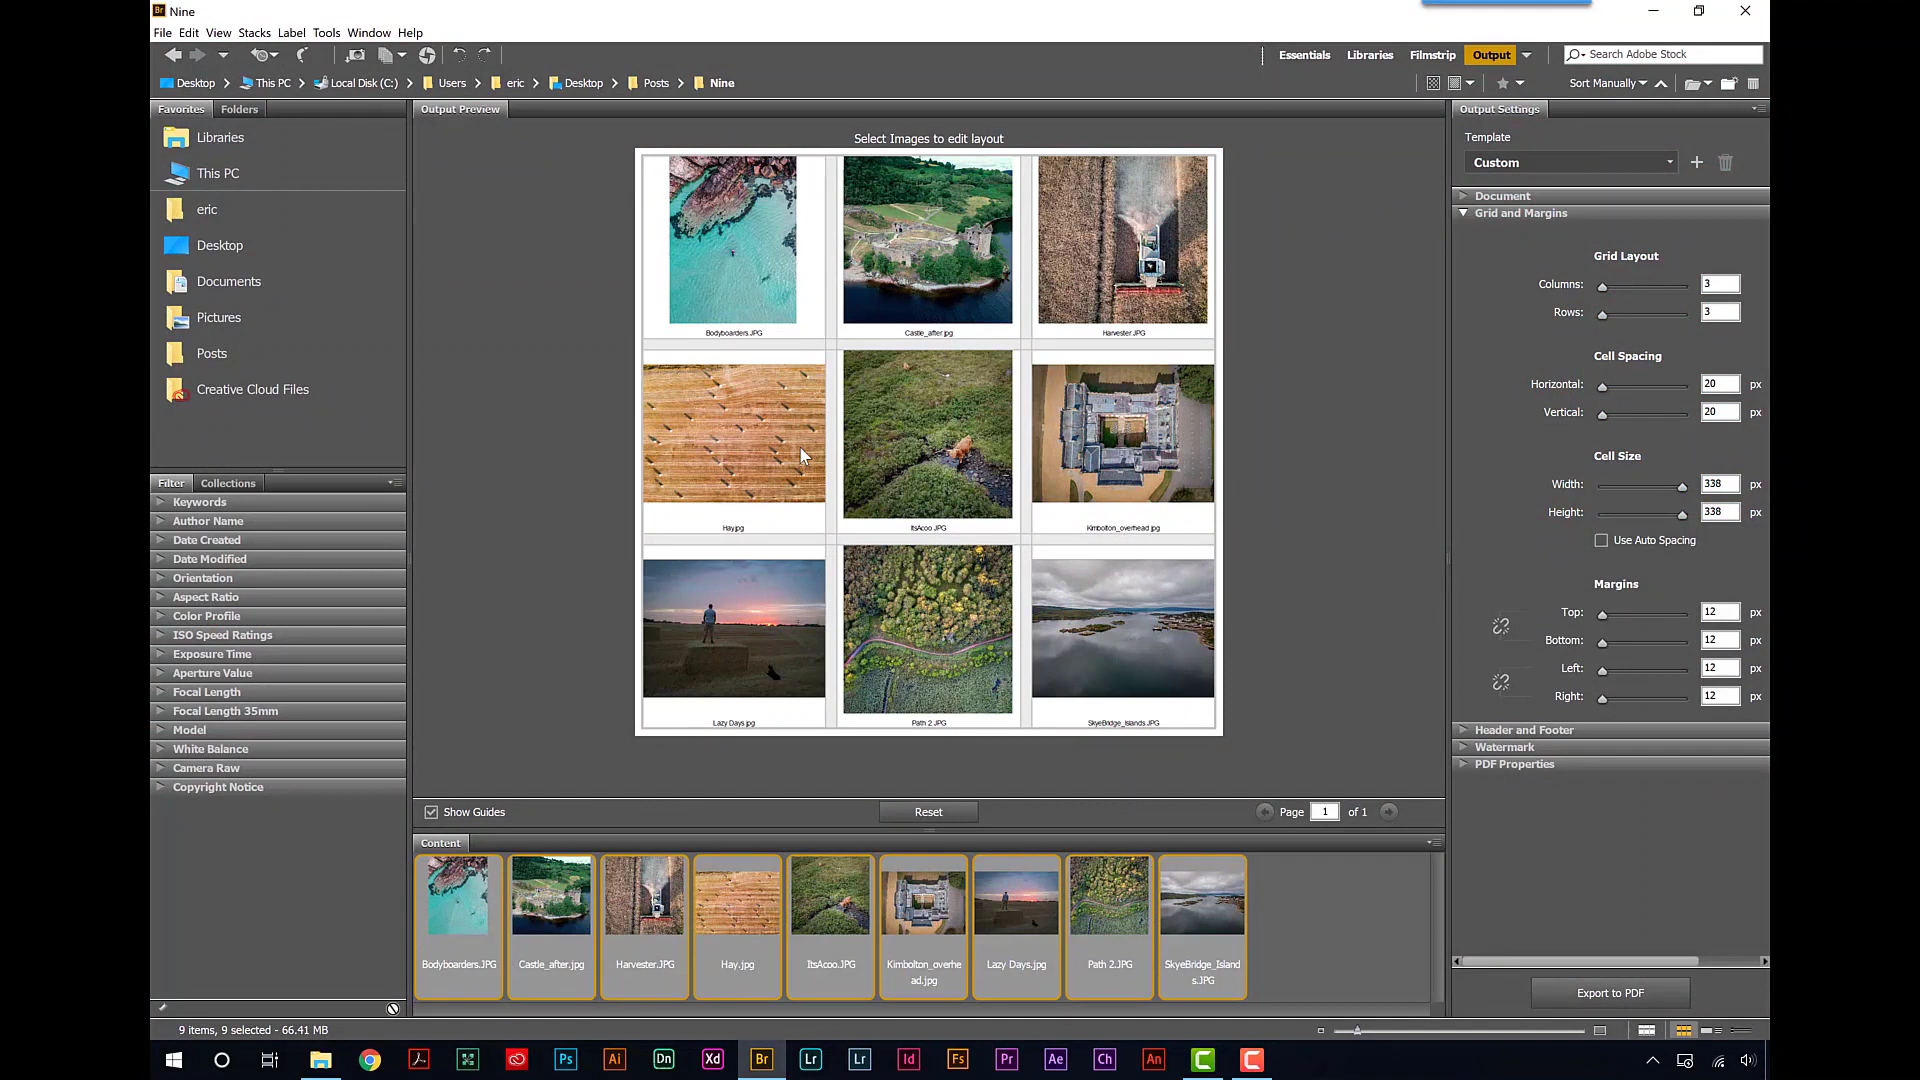 Br Nine
File Edit View Stacks Label Tools Window Help
Essentials Libraries Filmstrip Output Search Adobe Stock
Desktop This PC Local Disk (C:) Users eric Desktop Posts Nine Sort Manually
Favorites Folders
Libraries
This PC
eric
Desktop
Documents
Pictures
Posts
Creative Cloud Files
Filter Collections
Keywords
Author Name
Date Created
Date Modified
Orientation
Aspect Ratio
Color Profile
ISO Speed Ratings
Exposure Time
Aperture Value
Focal Length
Focal Length 35mm
Model
White Balance
Camera Raw
Copyright Notice
Output Preview
Select Images to edit layout
Bodyboarders.JPG Castle_after.jpg Harvester.JPG
Hay.jpg ItsAcoo.JPG Kimbolton_overhead.jpg
Lazy Days.jpg Path 2.JPG SkyeBridge_Islands.JPG
Show Guides Reset Page 1 of 1
Content
Bodyboarders.JPG Castle_after.jpg Harvester.JPG Hay.jpg ItsAcoo.JPG Kimbolton_overhe Lazy Days.jpg Path 2.JPG SkyeBridge_Island
ad.jpg s.JPG
Output Settings
Template
Custom
Document
Grid and Margins
Grid Layout
Columns: 3
Rows: 3
Cell Spacing
Horizontal: 20 px
Vertical: 20 px
Cell Size
Width: 338 px
Height: 338 px
Use Auto Spacing
Margins
Top: 12 px
Bottom: 12 px
Left: 12 px
Right: 12 px
Header and Footer
Watermark
PDF Properties
Export to PDF
9 items, 9 selected - 66.41 MB
Ps Ai Dn Xd Br Lr Lr Id Fs Pr Ae Ch An